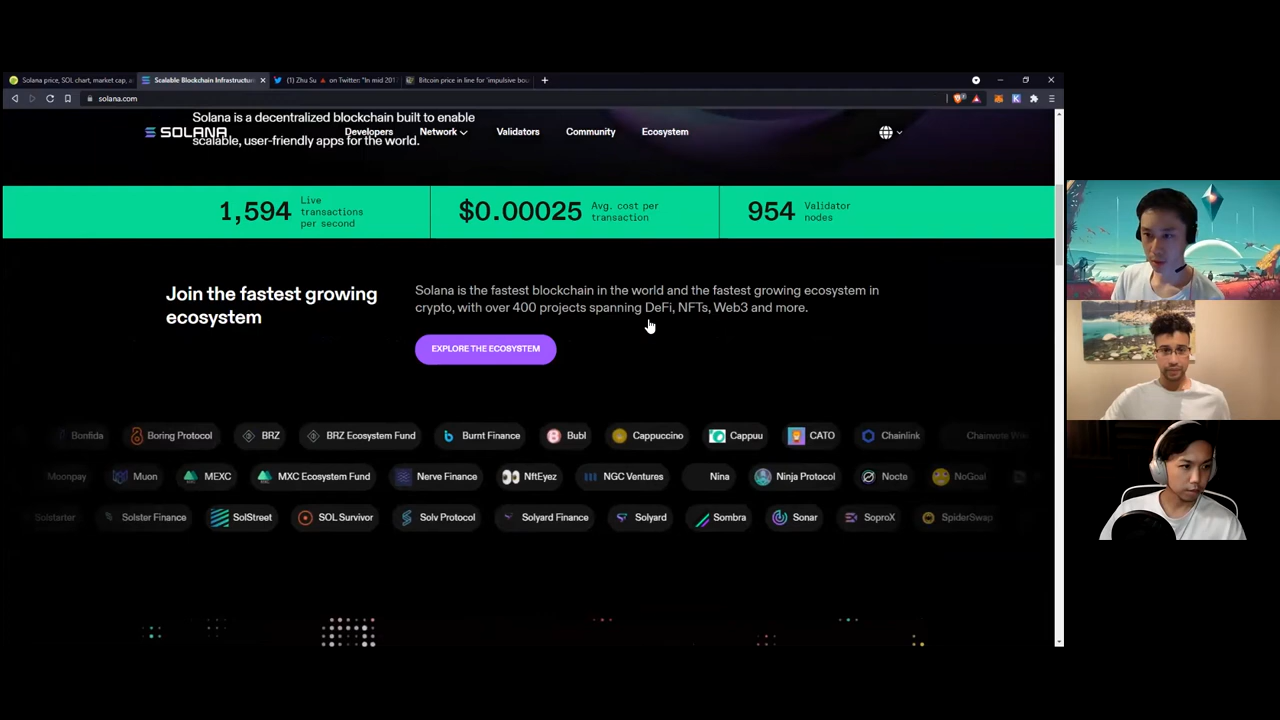 Solana price, SOL chart, market cap, a
Scalable Blockchain Infrastructur
(1) Zhu Su on Twitter: "In mid 201
Bitcoin price in line for 'impulsive bou
solana.com
Solana is a decentralized blockchain built to enable
scalable, user-friendly apps for the world.
SOLANA
Developers
Network
Validators
Community
Ecosystem
1,594 Live transactions per second
$0.00025 Avg. cost per transaction
954 Validator nodes
Join the fastest growing
ecosystem
Solana is the fastest blockchain in the world and the fastest growing ecosystem in
crypto, with over 400 projects spanning DeFi, NFTs, Web3 and more.
EXPLORE THE ECOSYSTEM
Bonfida Boring Protocol BRZ BRZ Ecosystem Fund Burnt Finance Bubl Cappuccino Cappuu CATO Chainlink
Moonpay Muon MEXC MXC Ecosystem Fund Nerve Finance NftEyez NGC Ventures Nina Ninja Protocol Nocte NoGoal
Solstarter Solster Finance SolStreet SOL Survivor Solv Protocol Solyard Finance Solyard Sombra Sonar SoproX SpiderSwap